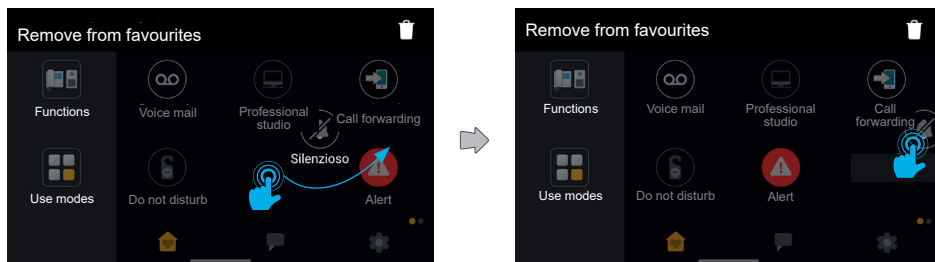 Remove from favourites
Functions
Voice mail
Professional
studio
Call forwarding
Silenzioso
Use modes
Do not disturb
Alert
Remove from favourites
Functions
Voice mail
Professional
studio
Call
forwarding
Use modes
Do not disturb
Alert